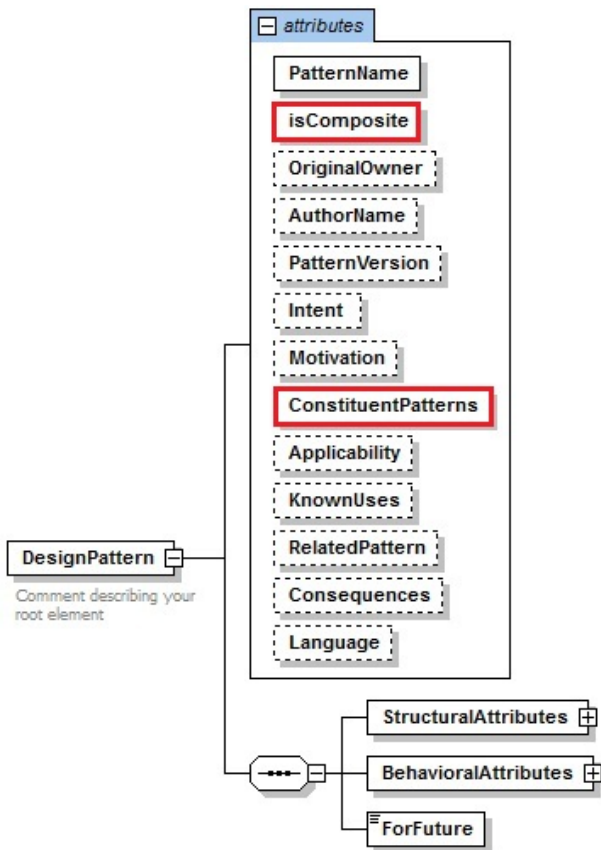 attributes
PatternName
isComposite
OriginalOwner
AuthorName
PatternVersion
Intent
Motivation
ConstituentPatterns
Applicability
KnownUses
RelatedPattern
Consequences
Language
DesignPattern
Comment describing your
root element
StructuralAttributes
BehavioralAttributes
ForFuture